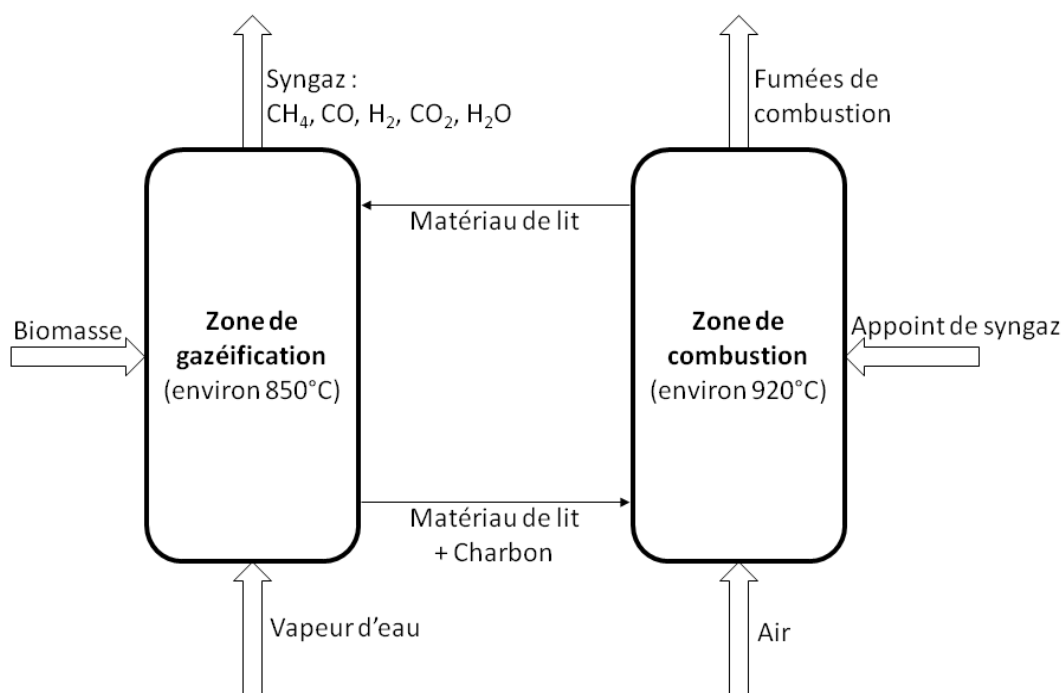 Syngaz :
CH₄, CO, H₂, CO₂, H₂O
Fumées de
combustion
Matériau de lit
Biomasse
Zone de
gazéification
(environ 850°C)
Zone de
combustion
(environ 920°C)
Appoint de syngaz
Matériau de lit
+ Charbon
Vapeur d'eau
Air